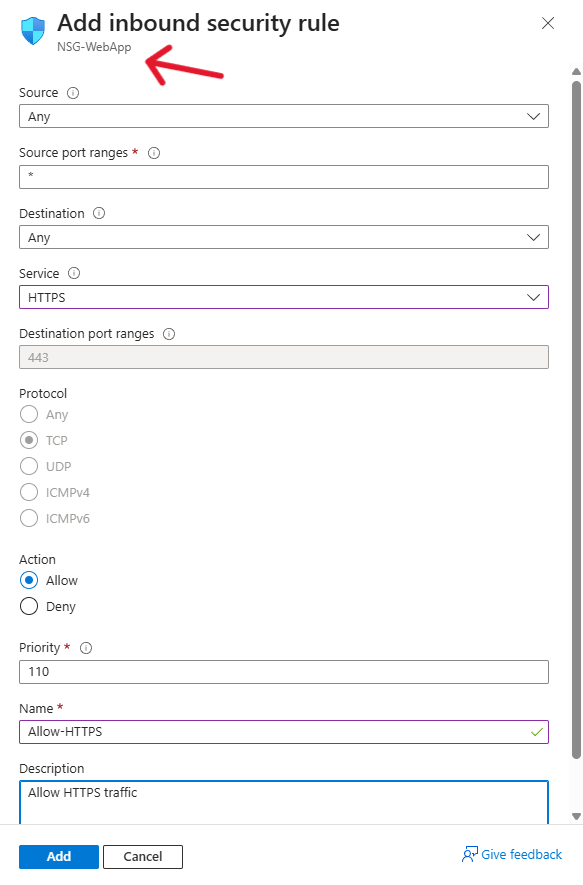 Add inbound security rule
NSG-WebApp
Source
Any
Source port ranges *
*
Destination
Any
Service
HTTPS
Destination port ranges
443
Protocol
Any
TCP
UDP
ICMPv4
ICMPv6
Action
Allow
Deny
Priority *
110
Name *
Allow-HTTPS
Description
Allow HTTPS traffic
Add Cancel Give feedback